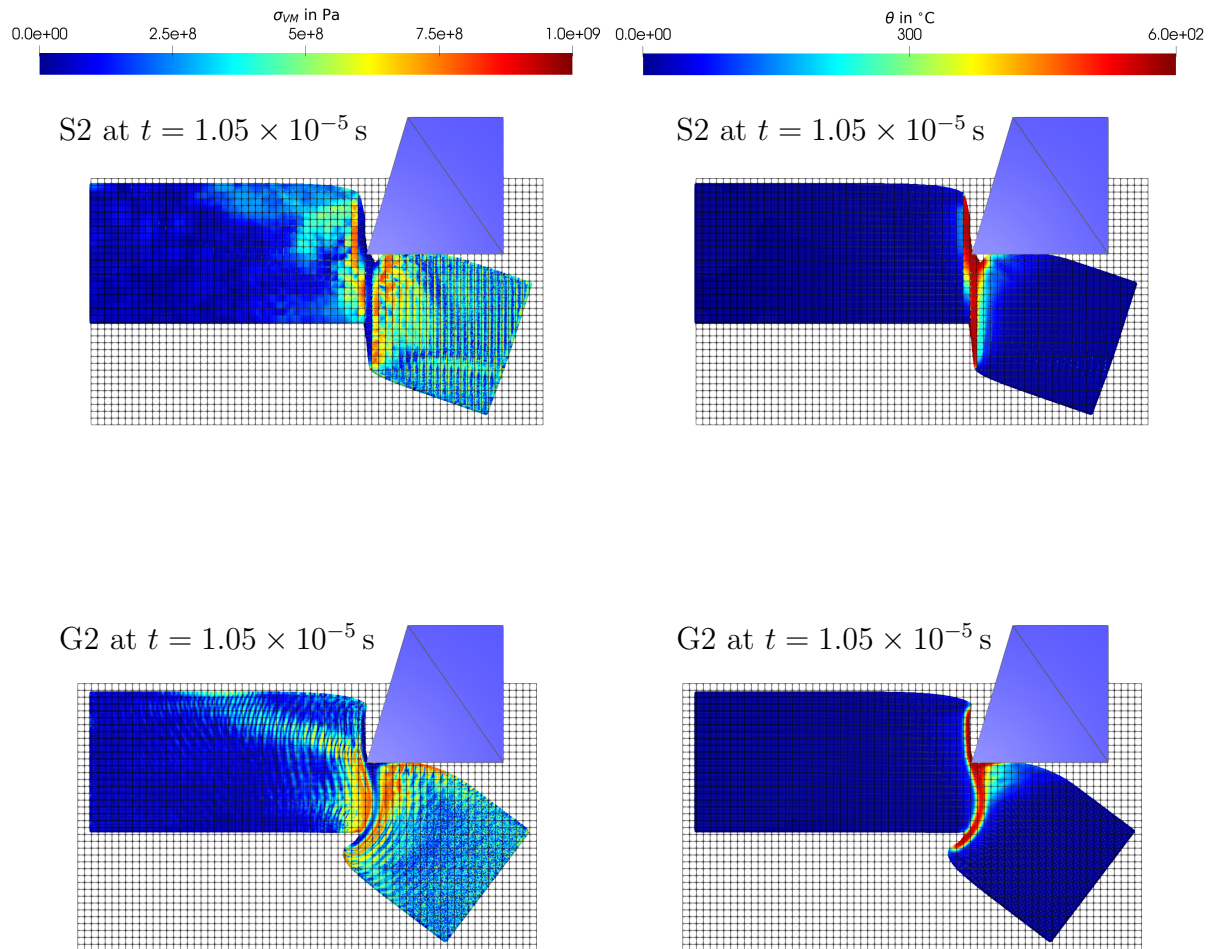 σ_VM in Pa
0.0e+00 2.5e+8 5e+8 7.5e+8 1.0e+09
θ in °C
0.0e+00 300 6.0e+02
S2 at t = 1.05 × 10⁻⁵ s
S2 at t = 1.05 × 10⁻⁵ s
G2 at t = 1.05 × 10⁻⁵ s
G2 at t = 1.05 × 10⁻⁵ s